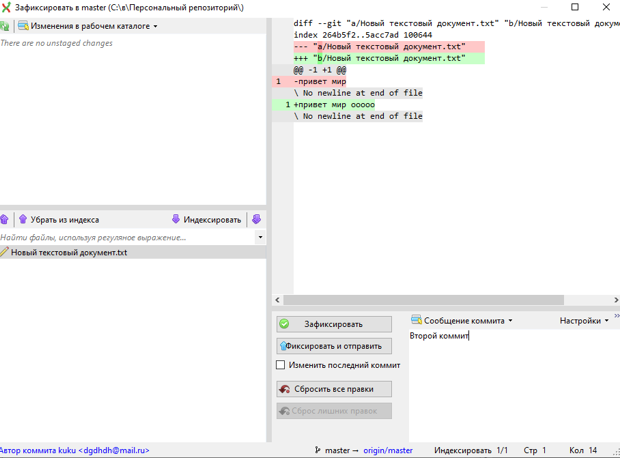 Зафиксировать в master (C:\в\Персональный репозиторий\)
Изменения в рабочем каталоге
There are no unstaged changes
diff --git "a/Новый текстовый документ.txt" "b/Новый текстовый
index 264b5f2..5acc7ad 100644
--- "a/Новый текстовый документ.txt"
+++ "b/Новый текстовый документ.txt"
@@ -1 +1 @@
1 -привет мир
\ No newline at end of file
1 +привет мир ооооо
\ No newline at end of file
Убрать из индекса
Индексировать
Найти файлы, используя регуляное выражение...
Новый текстовый документ.txt
Зафиксировать
Фиксировать и отправить
Изменить последний коммит
Сбросить все правки
Сброс лишних правок
Сообщение коммита
Настройки
Второй коммит
Автор коммита kuku <dgdhdh@mail.ru>
master → origin/master
Индексировать 1/1
Стр 1
Кол 14